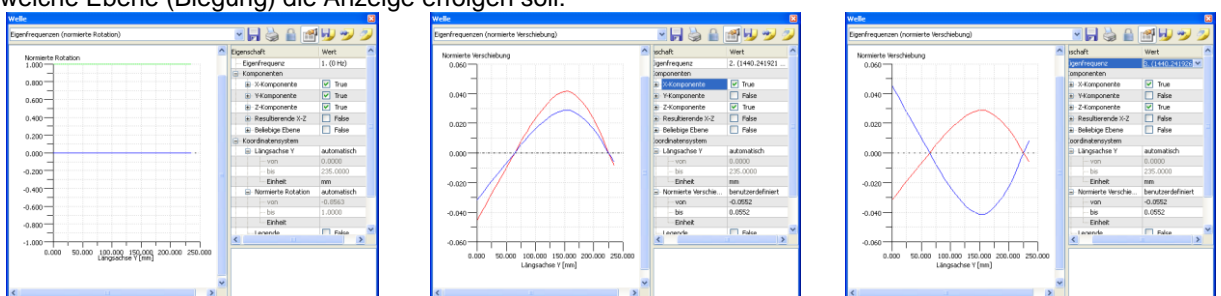 welche Ebene (Biegung) die Anzeige erfolgen soll.
Welle
Eigenfrequenzen (normierte Rotation)
Normierte Rotation
1.000
0.800
0.600
0.400
0.200
0.000
-0.200
-0.400
-0.600
-0.800
-1.000
0.000 50.000 100.000 150.000 200.000 250.000
Längsachse Y [mm]
Eigenschaft Wert
Eigenfrequenz 1. (0 Hz)
Komponenten
X-Komponente True
Y-Komponente True
Z-Komponente True
Resultierende X-Z False
Beliebige Ebene False
Koordinatensystem
Längsachse Y automatisch
von 0.0000
bis 235.0000
Einheit mm
Normierte Rotation automatisch
von -0.0563
bis 1.0000
Einheit
Legende False
Welle
Eigenfrequenzen (normierte Verschiebung)
Normierte Verschiebung
0.060
0.040
0.020
0.000
-0.020
-0.040
-0.060
0.000 50.000 100.000 150.000 200.000 250.000
Längsachse Y [mm]
ischaft Wert
igenfrequenz 2. (1440.241921 ...
omponenten
X-Komponente True
Y-Komponente False
Z-Komponente True
Resultierende X-Z False
Beliebige Ebene False
oordinatensystem
Längsachse Y automatisch
von 0.0000
bis 235.0000
Einheit mm
Normierte Verschie... benutzerdefiniert
von -0.0552
bis 0.0552
Einheit
Legende False
Welle
Eigenfrequenzen (normierte Verschiebung)
Normierte Verschiebung
0.060
0.040
0.020
0.000
-0.020
-0.040
-0.060
0.000 50.000 100.000 150.000 200.000 250.000
Längsachse Y [mm]
ischaft Wert
igenfrequenz 3. (1440.241926
omponenten
X-Komponente True
Y-Komponente False
Z-Komponente True
Resultierende X-Z False
Beliebige Ebene False
oordinatensystem
Längsachse Y automatisch
von 0.0000
bis 235.0000
Einheit mm
Normierte Verschie... benutzerdefiniert
von -0.0552
bis 0.0552
Einheit
Legende False